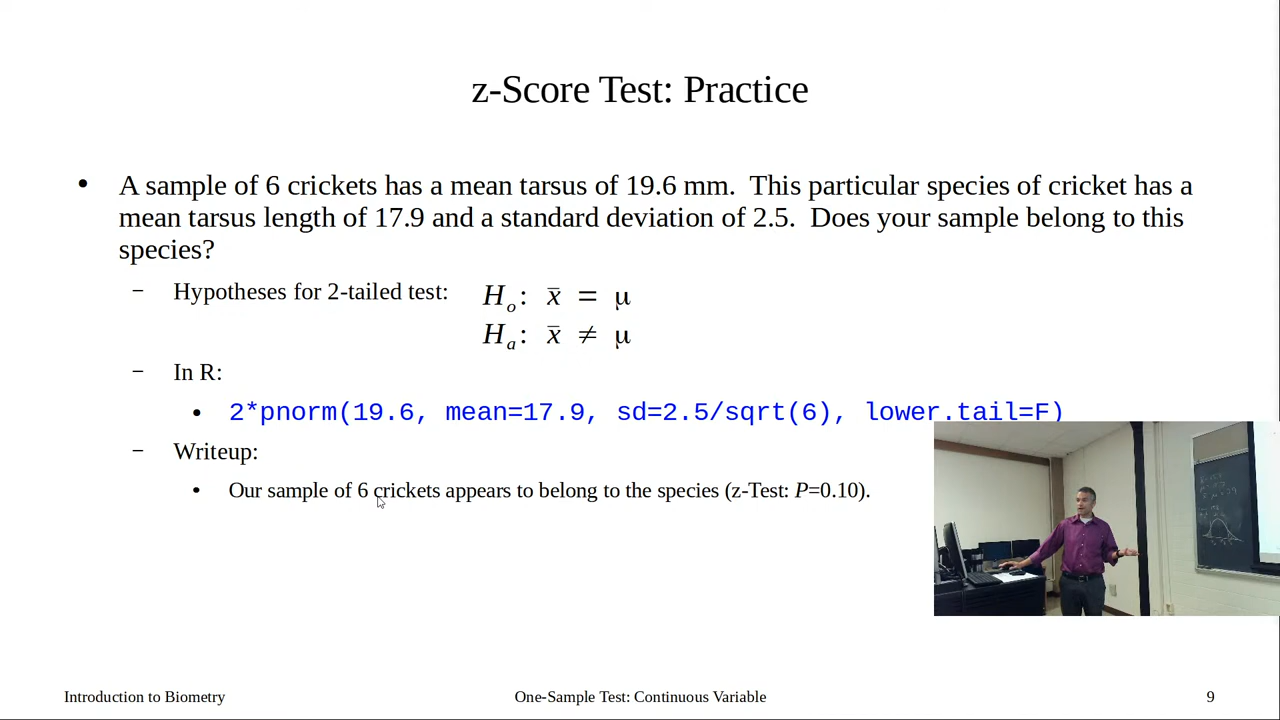 z-Score Test: Practice
• A sample of 6 crickets has a mean tarsus of 19.6 mm. This particular species of cricket has a
mean tarsus length of 17.9 and a standard deviation of 2.5. Does your sample belong to this
species?
– Hypotheses for 2-tailed test: Hₒ: x̄ = μ
Hₐ: x̄ ≠ μ
– In R:
• 2*pnorm(19.6, mean=17.9, sd=2.5/sqrt(6), lower.tail=F)
– Writeup:
• Our sample of 6 crickets appears to belong to the species (z-Test: P=0.10).
Introduction to Biometry One-Sample Test: Continuous Variable 9